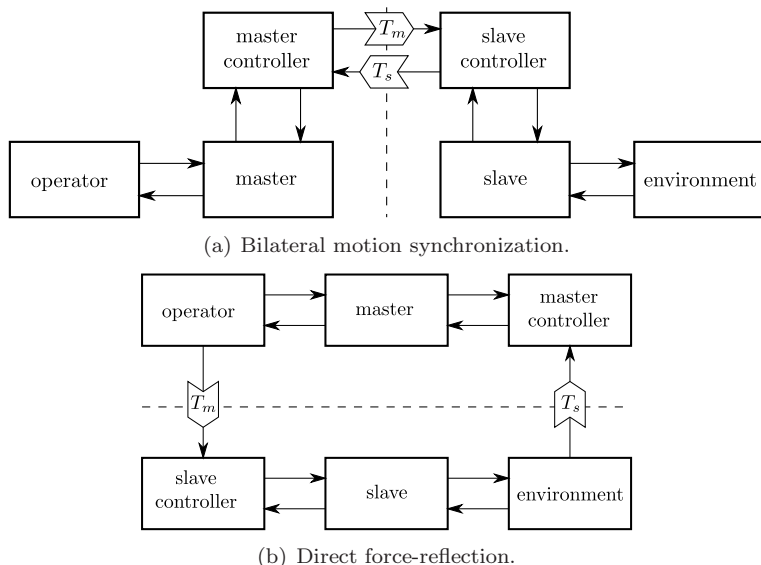 master
controller
T_m
slave
controller
T_s
operator
master
slave
environment
(a) Bilateral motion synchronization.
operator
master
master
controller
T_m
T_s
slave
controller
slave
environment
(b) Direct force-reflection.